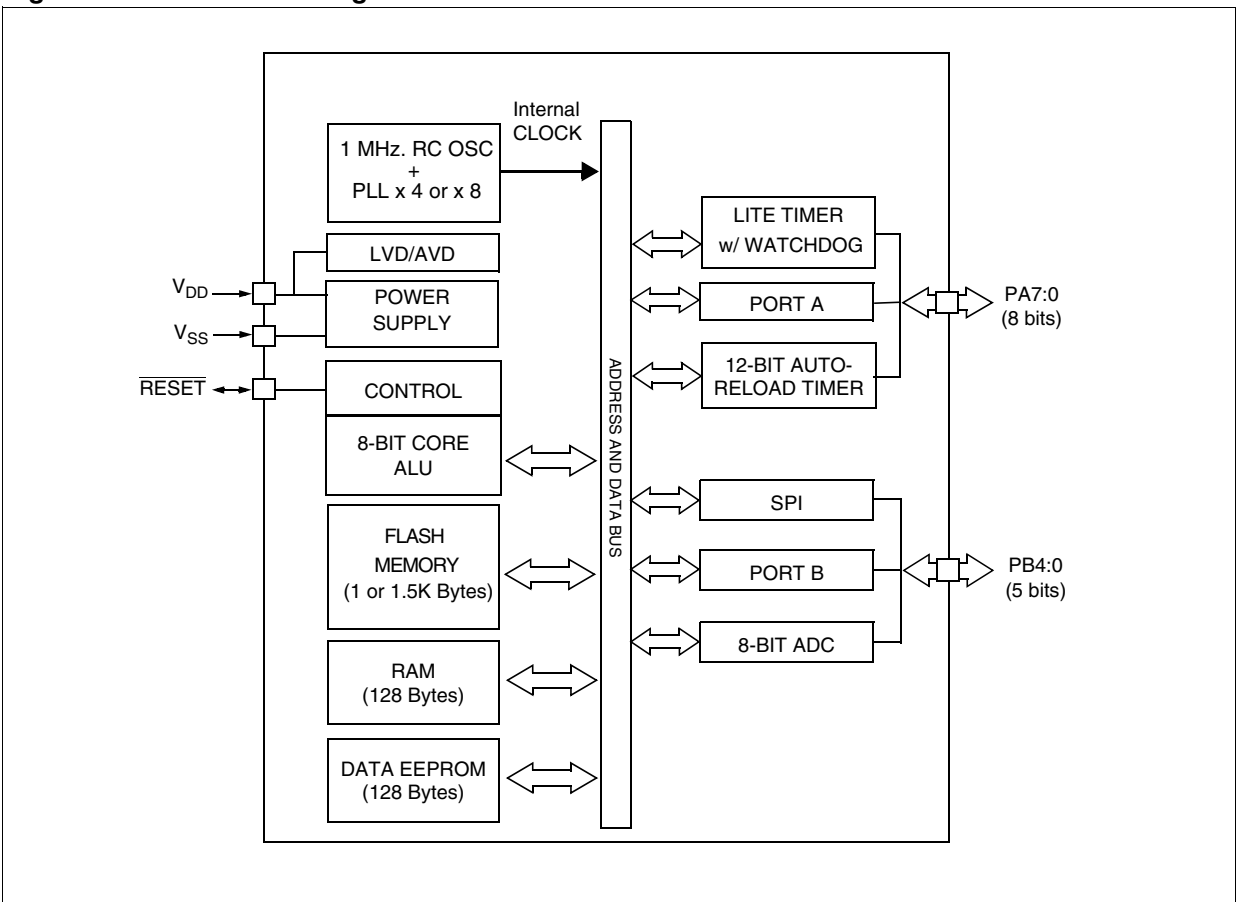 Internal
CLOCK
1 MHz. RC OSC
+
PLL x 4 or x 8
LVD/AVD
POWER
SUPPLY
VDD
VSS
RESET
CONTROL
8-BIT CORE
ALU
FLASH
MEMORY
(1 or 1.5K Bytes)
RAM
(128 Bytes)
DATA EEPROM
(128 Bytes)
ADDRESS AND DATA BUS
LITE TIMER
w/ WATCHDOG
PORT A
12-BIT AUTO-
RELOAD TIMER
PA7:0
(8 bits)
SPI
PORT B
8-BIT ADC
PB4:0
(5 bits)